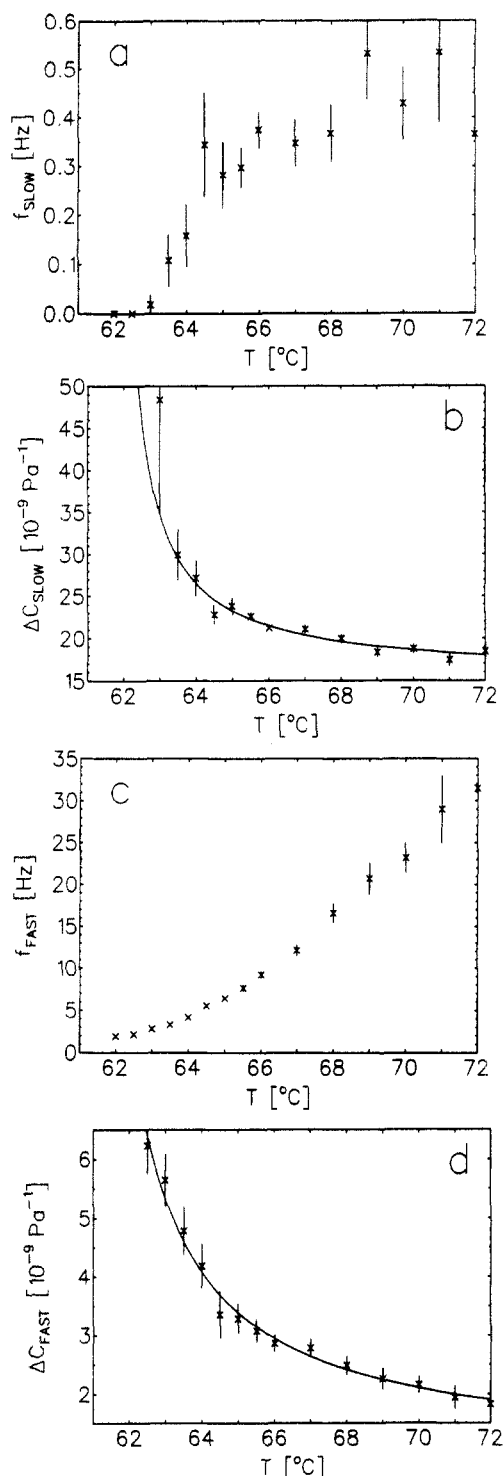 a
0.6
0.5
0.4
0.3
0.2
0.1
0.0
f_SLOW [Hz]
62 64 66 68 70 72
T [°C]
b
50
45
40
35
30
25
20
15
ΔC_SLOW [10⁻⁹ Pa⁻¹]
62 64 66 68 70 72
T [°C]
c
35
30
25
20
15
10
5
0
f_FAST [Hz]
62 64 66 68 70 72
T [°C]
d
6
5
4
3
2
ΔC_FAST [10⁻⁹ Pa⁻¹]
62 64 66 68 70 72
T [°C]